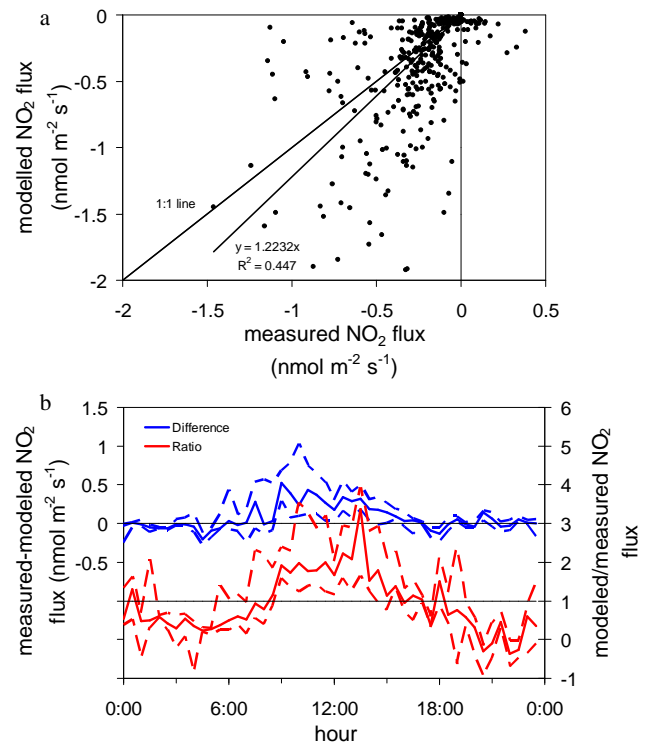 a
modelled NO2 flux
(nmol m-2 s-1)
0
-0.5
-1
-1.5
-2
1:1 line
y = 1.2232x
R2 = 0.447
-2 -1.5 -1 -0.5 0 0.5
measured NO2 flux
(nmol m-2 s-1)
b
measured-modeled NO2
flux (nmol m-2 s-1)
1.5
1
0.5
0
-0.5
Difference
Ratio
6
5
4
3
2
1
0
-1
modeled/measured NO2
flux
0:00 6:00 12:00 18:00 0:00
hour